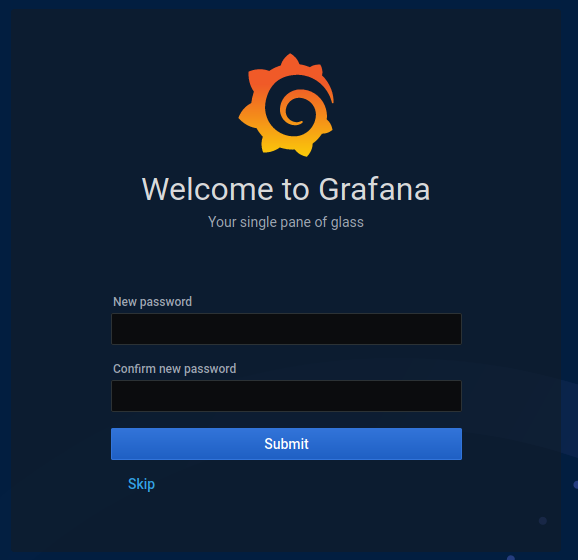 Welcome to Grafana
Your single pane of glass
New password
Confirm new password
Submit
Skip